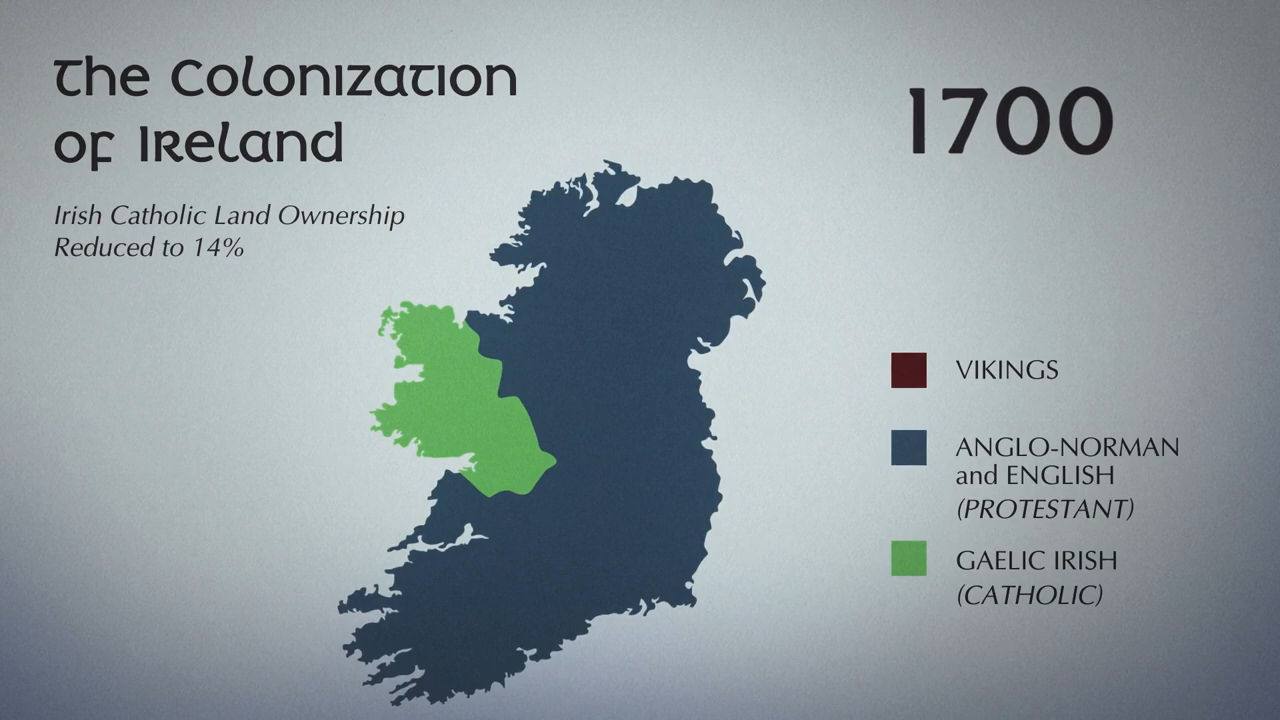 The Colonization
of Ireland
Irish Catholic Land Ownership
Reduced to 14%
1700
VIKINGS
ANGLO-NORMAN
and ENGLISH
(PROTESTANT)
GAELIC IRISH
(CATHOLIC)